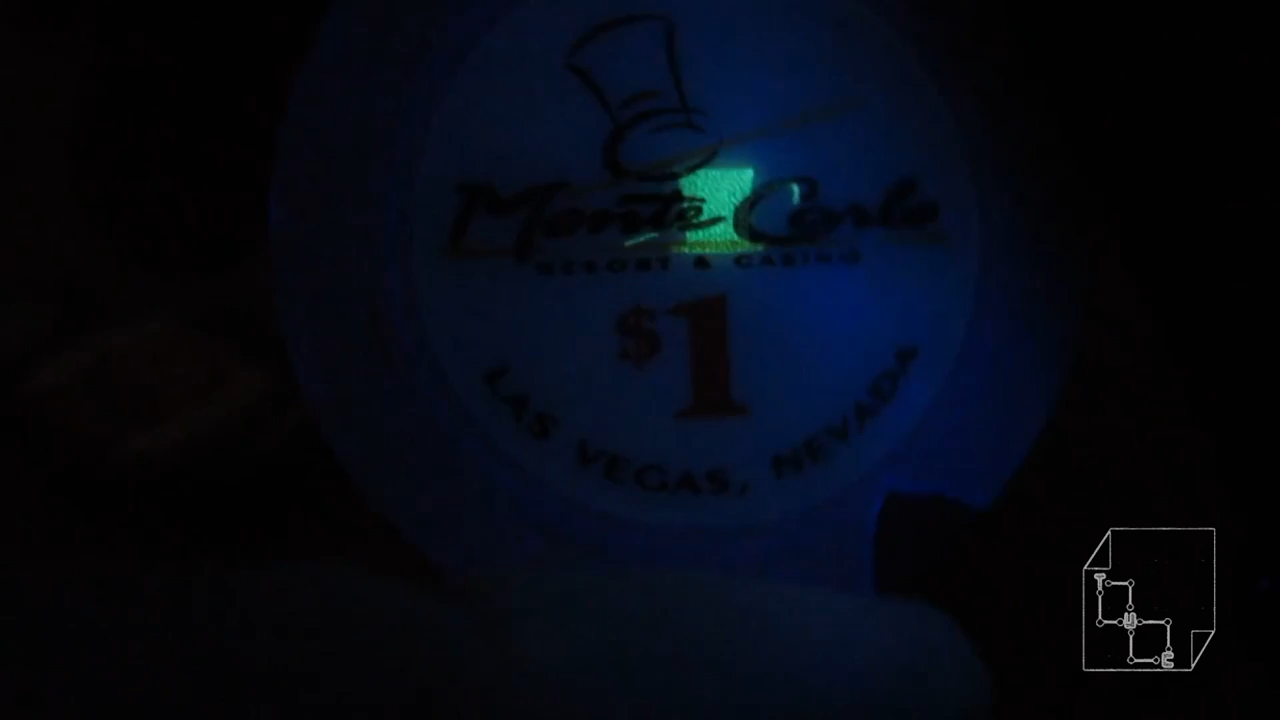 Monte Carlo
RESORT & CASINO
$1
LAS VEGAS, NEVADA
T
U
C